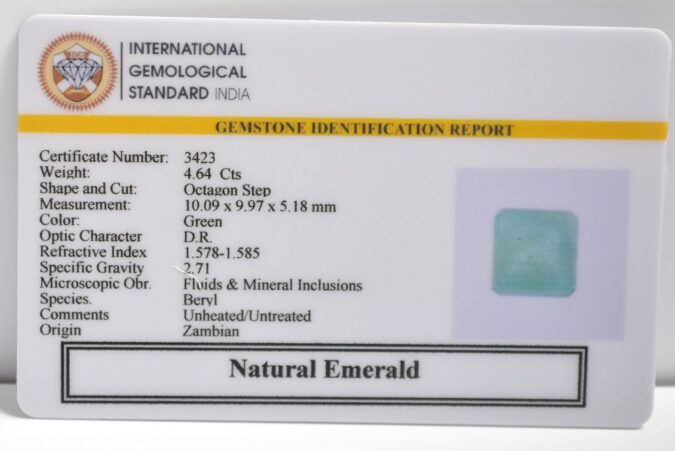 IGS
INTERNATIONAL
GEMOLOGICAL
STANDARD INDIA
GEMSTONE IDENTIFICATION REPORT
Certificate Number: 3423
Weight: 4.64 Cts
Shape and Cut: Octagon Step
Measurement: 10.09 x 9.97 x 5.18 mm
Color: Green
Optic Character D.R.
Refractive Index 1.578-1.585
Specific Gravity 2.71
Microscopic Obr. Fluids & Mineral Inclusions
Species. Beryl
Comments Unheated/Untreated
Origin Zambian
Natural Emerald